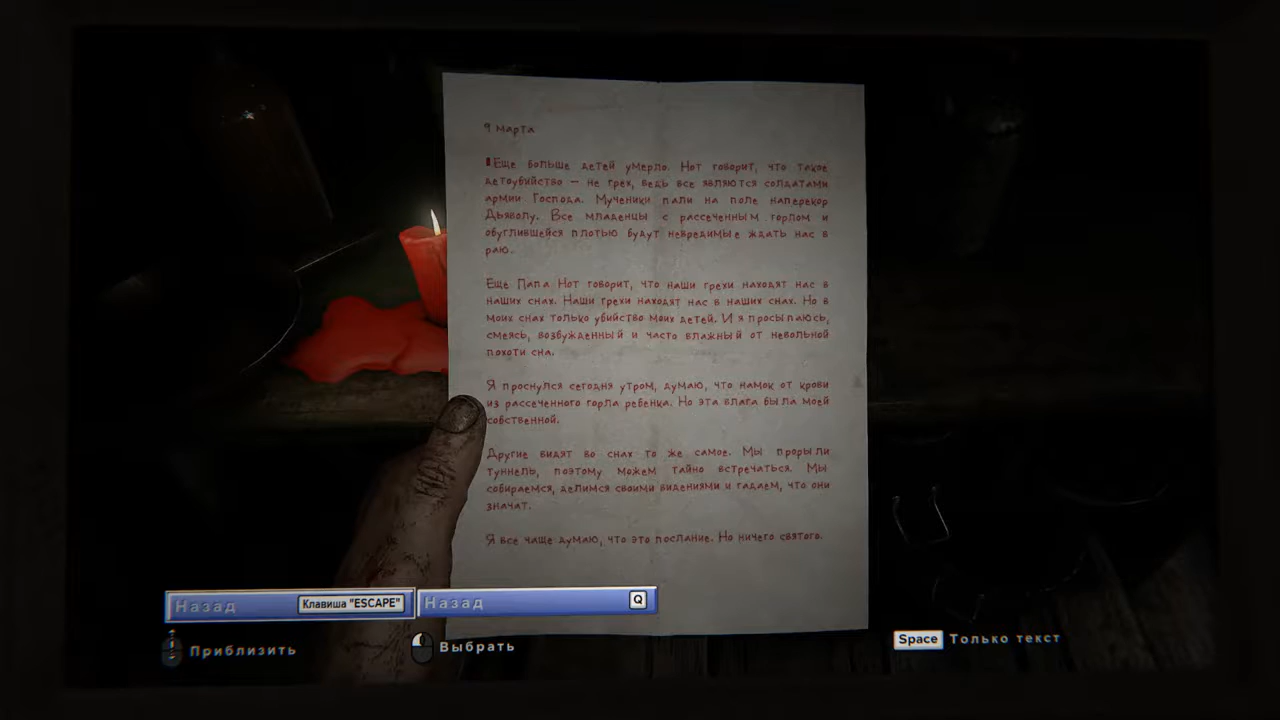 9 марта
Еще больше детей умерло. Нот говорит, что такое
детоубийство — не грех, ведь все являются солдатами
армии Господа. Мученики пали на поле наперекор
Дьяволу. Все младенцы с рассеченным горлом и
обуглившейся плотью будут невредимые ждать нас в
раю.
Еще Папа Нот говорит, что наши грехи находят нас в
наших снах. Наши грехи находят нас в наших снах. Но в
моих снах только убийство моих детей. И я просыпаюсь,
смеясь, возбужденный и часто влажный от невольной
похоти сна.
Я проснулся сегодня утром, думаю, что намок от крови
из рассеченного горла ребенка. Но эта влага была моей
собственной.
Другие видят во снах то же самое. Мы прорыли
туннель, поэтому можем тайно встречаться. Мы
собираемся, делимся своими видениями и гадаем, что они
значат.
Я все чаще думаю, что это послание. Но ничего святого.
Назад Клавиша "ESCAPE" Назад Q
Приблизить Выбрать Space Только текст